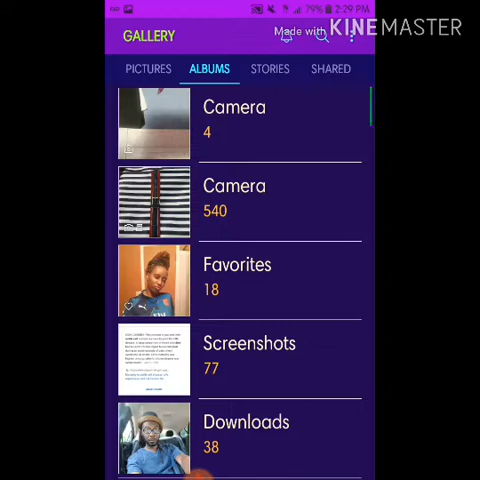 79% 2:29 PM
Made with KINEMASTER
GALLERY
PICTURES ALBUMS STORIES SHARED
Camera
4
Camera
540
Favorites
18
Screenshots
77
Downloads
38